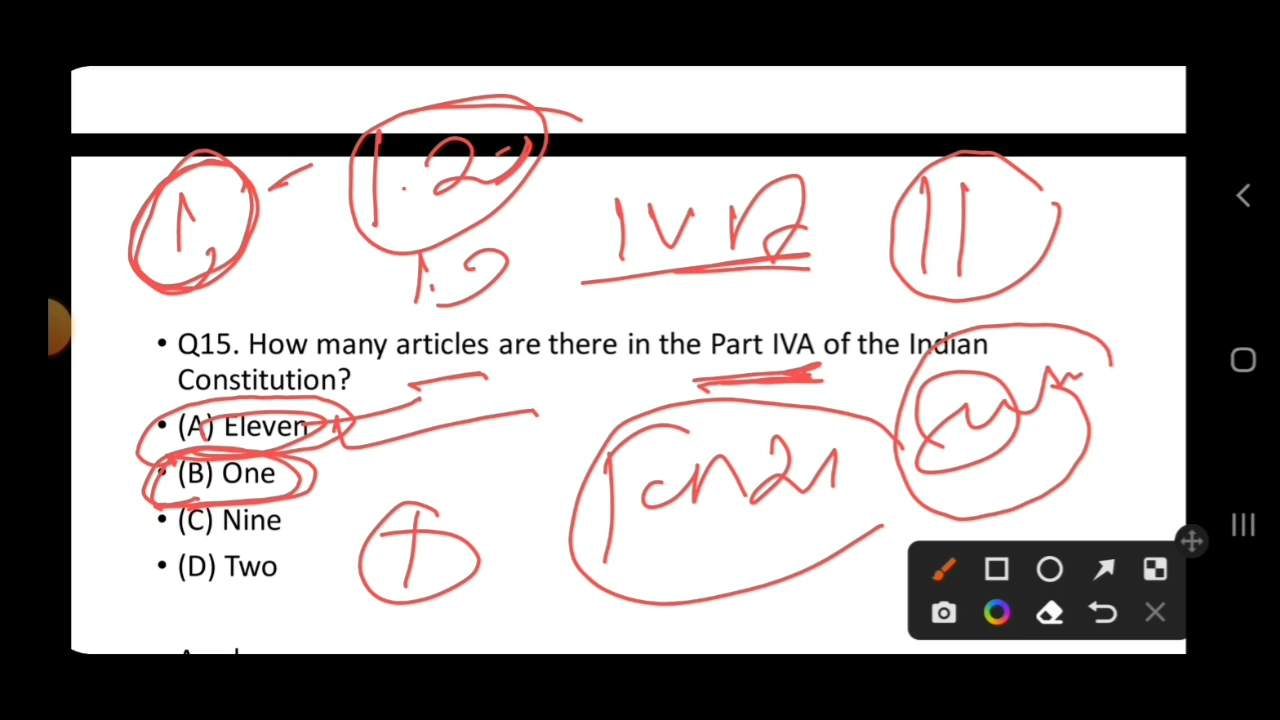 1,
1.2
IVA
11
1.2
• Q15. How many articles are there in the Part IVA of the Indian
Constitution?
• (A) Eleven
• (B) One
• (C) Nine
• (D) Two